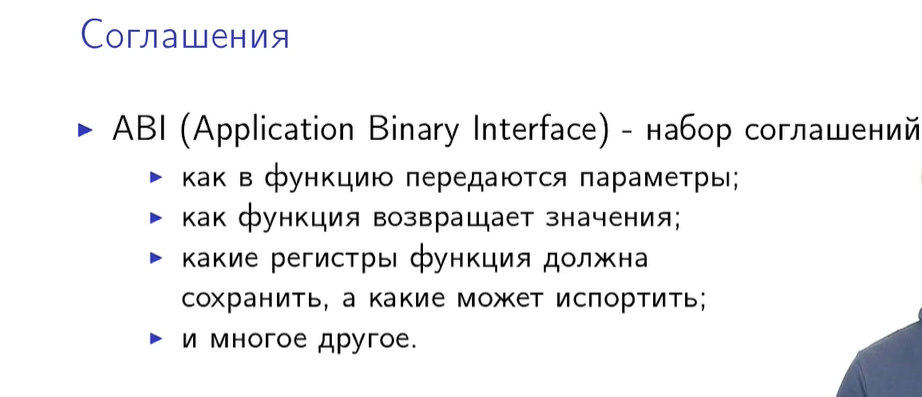 Соглашения
ABI (Application Binary Interface) - набор соглашений
как в функцию передаются параметры;
как функция возвращает значения;
какие регистры функция должна
сохранить, а какие может испортить;
и многое другое.